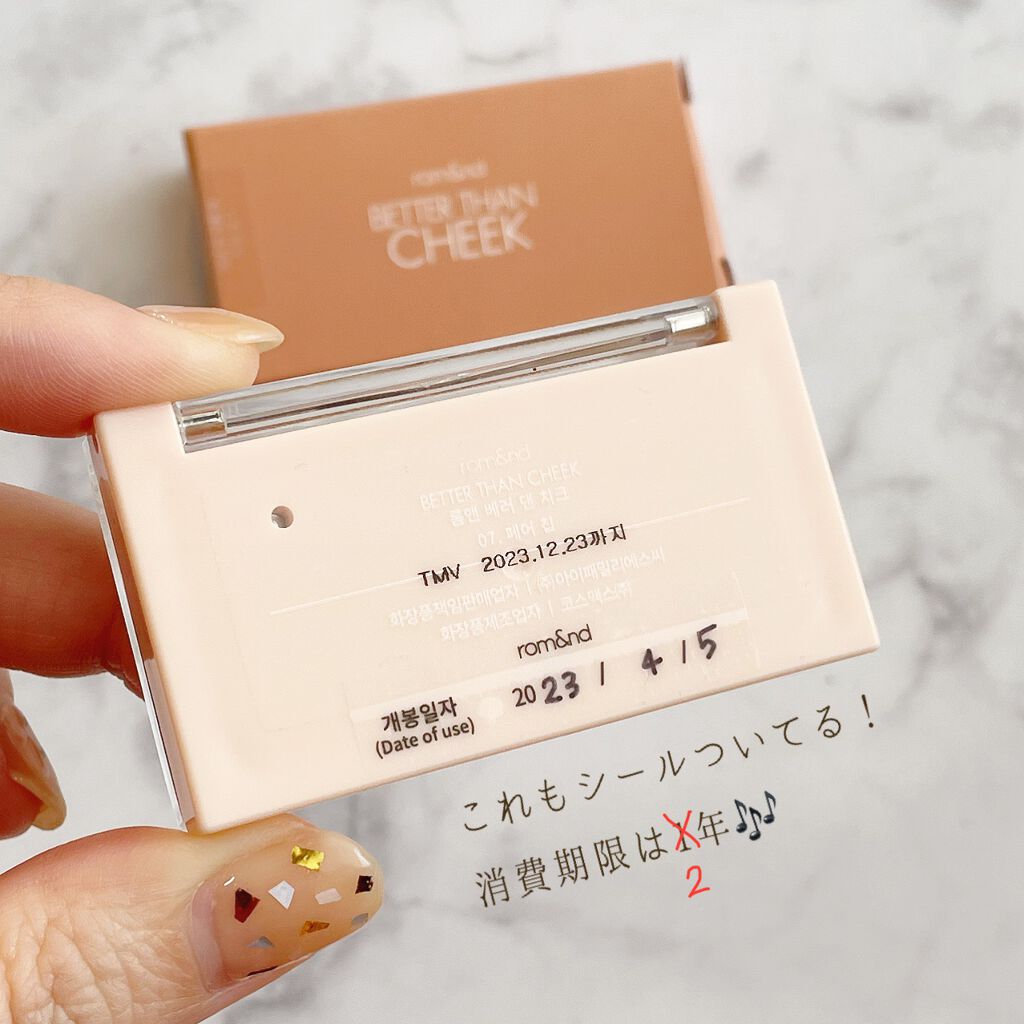 rom&nd
BETTER THAN
CHEEK
rom&nd
BETTER THAN CHEEK
롬앤 베러 댄 치크
07. 페어 칩
TMV 2023.12.23까지
화장품책임판매업자 | (주)아이패밀리에스씨
화장품제조업자 | 코스맥스(주)
rom&nd
개봉일자 2023 / 4 / 5
(Date of use)
これもシールついてる！
消費期限は1年🎶
2